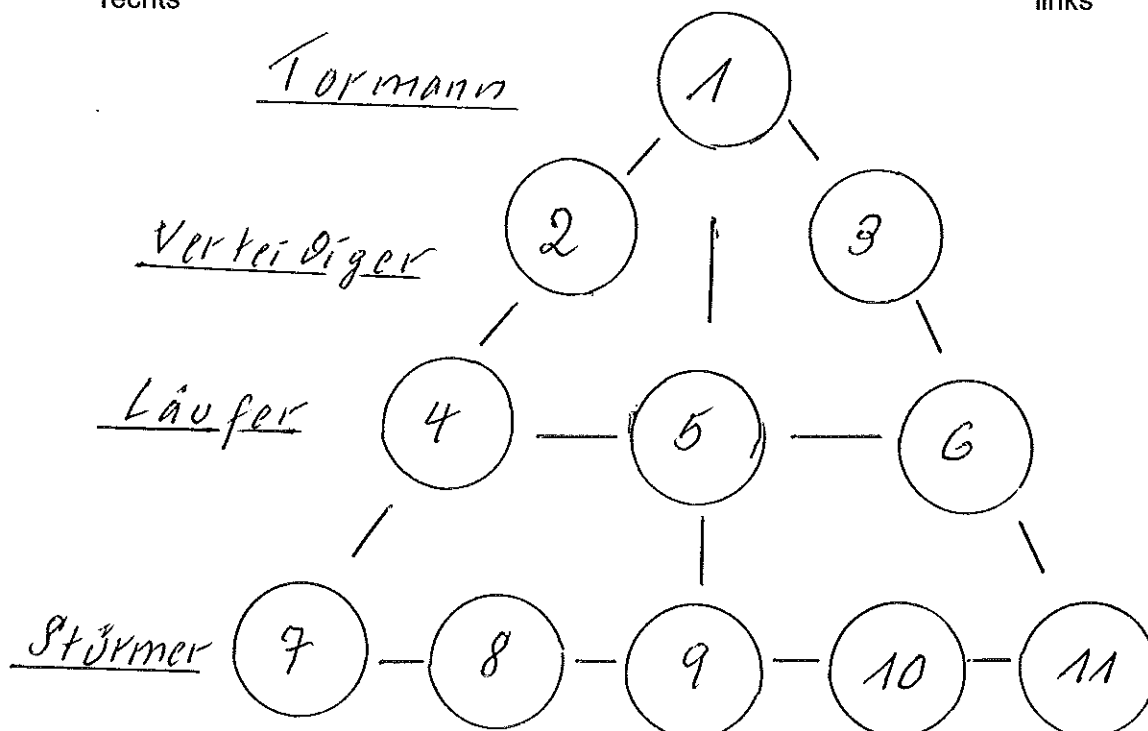 rechts links
Tormann 1
2 3
Verteidiger
Läufer 4 5 6
Stürmer 7 8 9 10 11